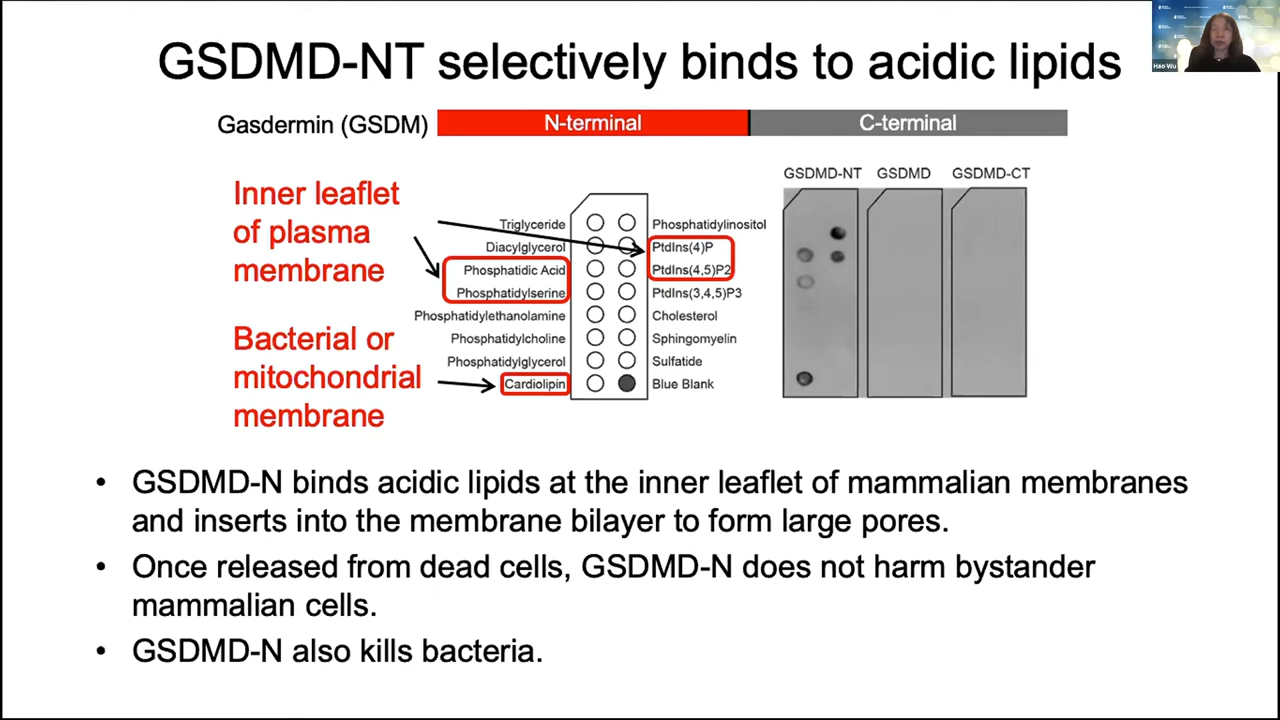 GSDMD-NT selectively binds to acidic lipids
Hao Wu
Gasdermin (GSDM)
N-terminal
C-terminal
Inner leaflet
of plasma
membrane
Bacterial or
mitochondrial
membrane
Triglyceride
Diacylglycerol
Phosphatidic Acid
Phosphatidylserine
Phosphatidylethanolamine
Phosphatidylcholine
Phosphatidylglycerol
Cardiolipin
Phosphatidylinositol
PtdIns(4)P
PtdIns(4,5)P2
PtdIns(3,4,5)P3
Cholesterol
Sphingomyelin
Sulfatide
Blue Blank
GSDMD-NT
GSDMD
GSDMD-CT
• GSDMD-N binds acidic lipids at the inner leaflet of mammalian membranes
and inserts into the membrane bilayer to form large pores.
• Once released from dead cells, GSDMD-N does not harm bystander
mammalian cells.
• GSDMD-N also kills bacteria.